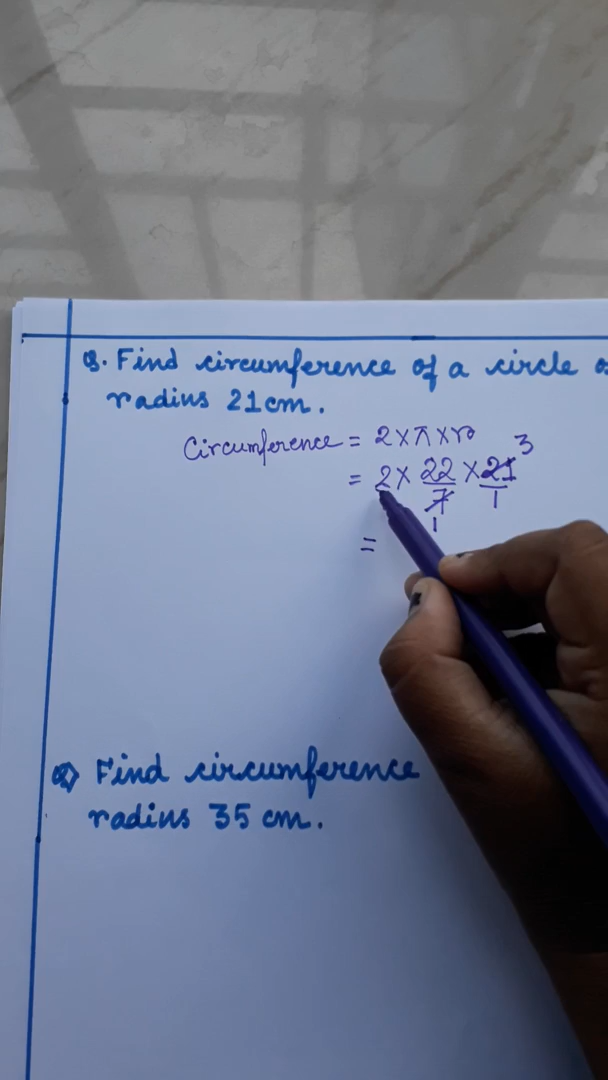 Q. Find circumference of a circle
radius 21cm.
Circumference = 2 × π × r
= 2 × 22/7 × 21/1 3
1
=
Q) Find circumference
radius 35 cm.